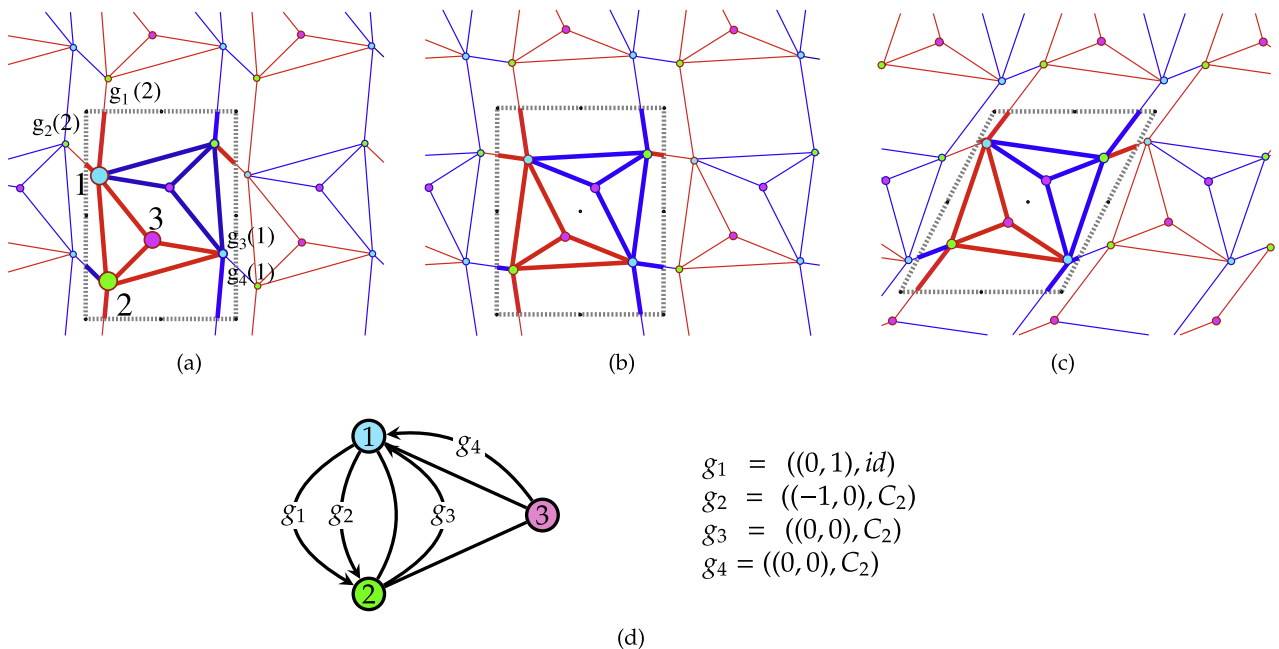 g₁(2)
g₂(2)
1
3
g₃(1)
g₄(1)
2
(a)
(b)
(c)
1
g₄
g₁
g₂
g₃
3
2
g₁ = ((0, 1), id)
g₂ = ((−1, 0), C₂)
g₃ = ((0, 0), C₂)
g₄ = ((0, 0), C₂)
(d)